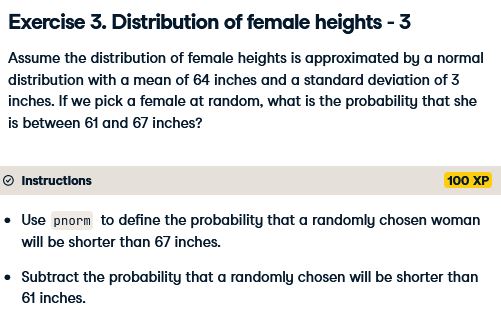 Exercise 3. Distribution of female heights - 3
Assume the distribution of female heights is approximated by a normal
distribution with a mean of 64 inches and a standard deviation of 3
inches. If we pick a female at random, what is the probability that she
is between 61 and 67 inches?
Instructions 100 XP
Use pnorm to define the probability that a randomly chosen woman
will be shorter than 67 inches.
Subtract the probability that a randomly chosen will be shorter than
61 inches.